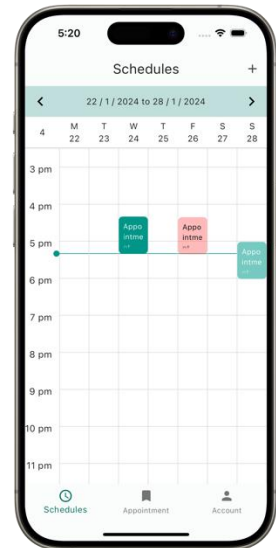 5:20
Schedules +
< 22 / 1 / 2024 to 28 / 1 / 2024 >
4 M T W T F S S
22 23 24 25 26 27 28
3 pm
4 pm
Appo
intme
Appo
intme
5 pm
Appo
intme
6 pm
7 pm
8 pm
9 pm
10 pm
11 pm
Schedules Appointment Account